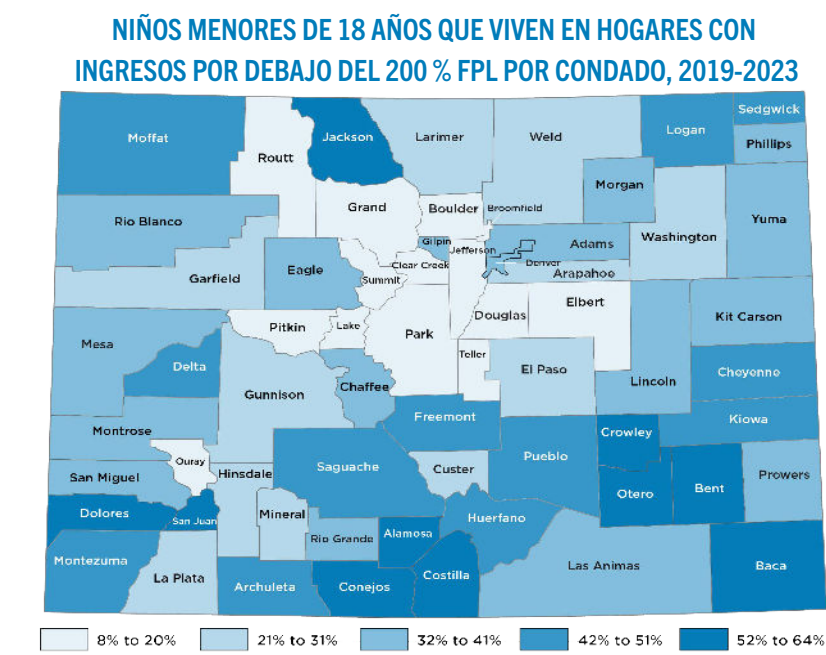 NIÑOS MENORES DE 18 AÑOS QUE VIVEN EN HOGARES CON
INGRESOS POR DEBAJO DEL 200 % FPL POR CONDADO, 2019-2023
Moffat
Routt
Jackson
Larimer
Weld
Logan
Sedgwick
Phillips
Morgan
Rio Blanco
Grand
Boulder
Broomfield
Washington
Yuma
Garfield
Eagle
Summit
Gilpin
Clear Creek
Jefferson
Adams
Denver
Arapahoe
Mesa
Pitkin
Lake
Park
Douglas
Elbert
Kit Carson
Delta
Gunnison
Chaffee
Teller
El Paso
Lincoln
Cheyenne
Montrose
Freemont
Crowley
Kiowa
Ouray
San Miguel
Hinsdale
Saguache
Custer
Pueblo
Otero
Bent
Prowers
Dolores
San Juan
Mineral
Rio Grande
Alamosa
Huerfano
Montezuma
La Plata
Archuleta
Conejos
Costilla
Las Animas
Baca
8% to 20%
21% to 31%
32% to 41%
42% to 51%
52% to 64%